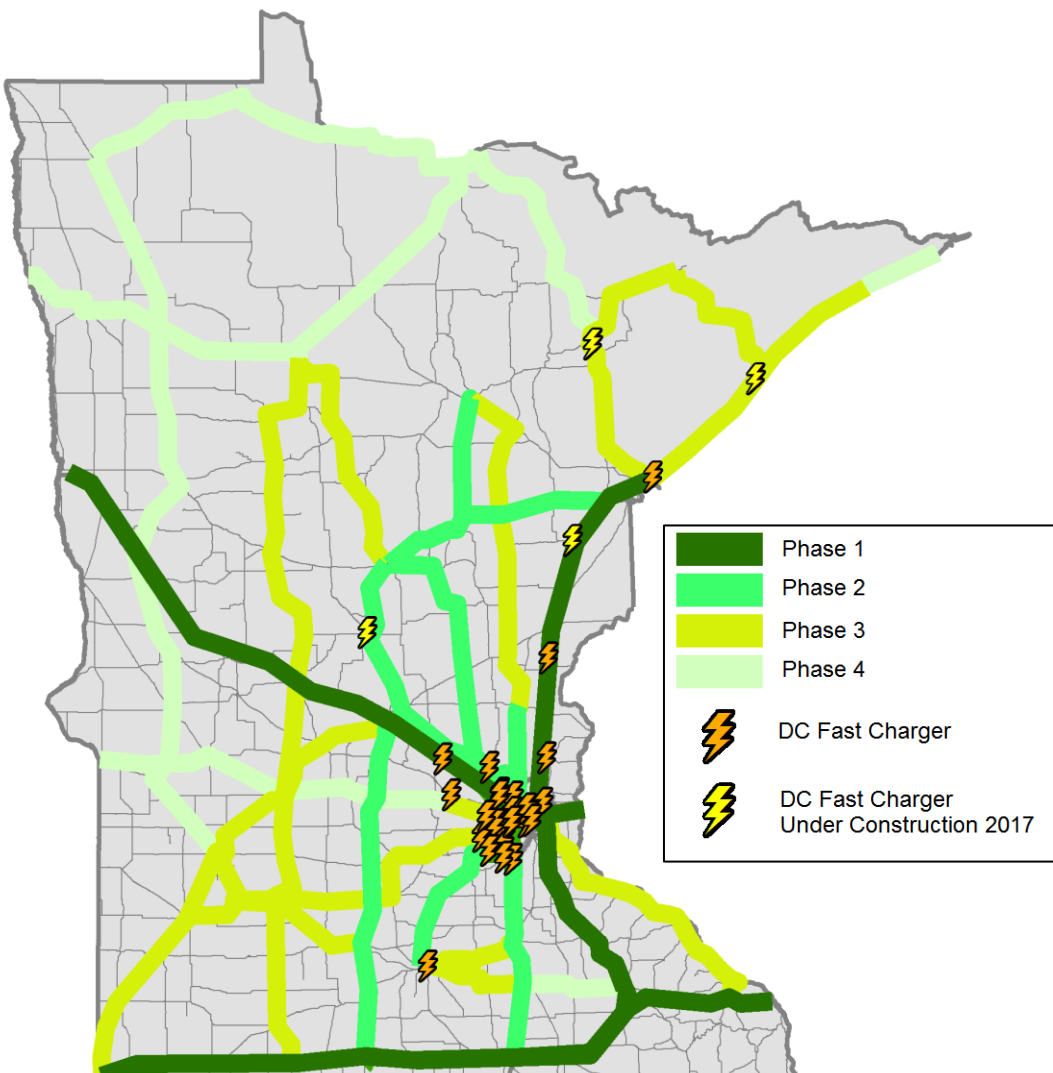 Phase 1
Phase 2
Phase 3
Phase 4
DC Fast Charger
DC Fast Charger
Under Construction 2017